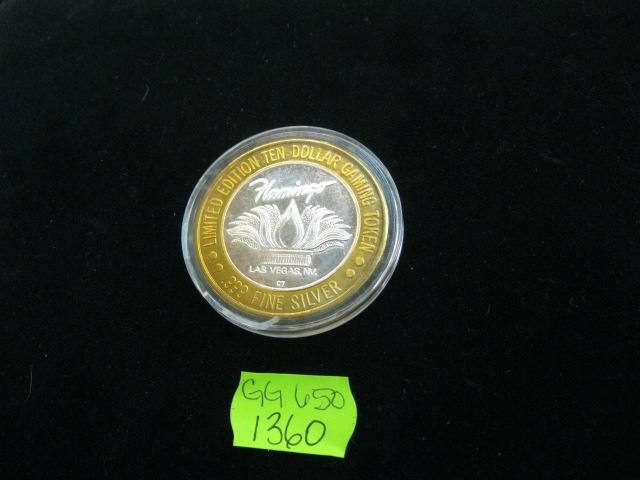 LIMITED EDITION TEN DOLLAR GAMING TOKEN
Flamingo
LAS VEGAS, NV.
C7
.999 FINE SILVER
GG 650
1360